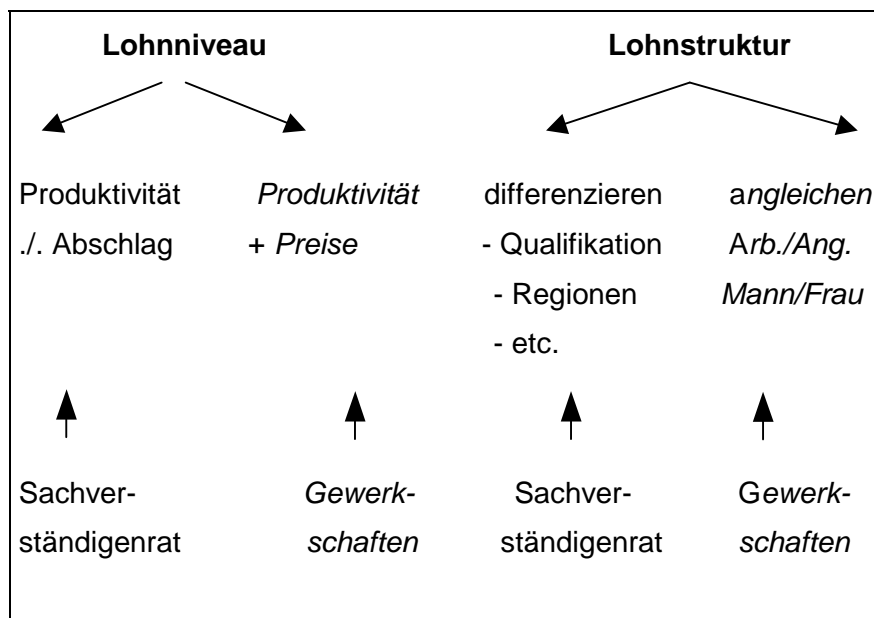 Lohnniveau Lohnstruktur
Produktivität Produktivität differenzieren angleichen
./. Abschlag + Preise - Qualifikation Arb./Ang.
- Regionen Mann/Frau
- etc.
Sachver- Gewerk- Sachver- Gewerk-
ständigenrat schaften ständigenrat schaften